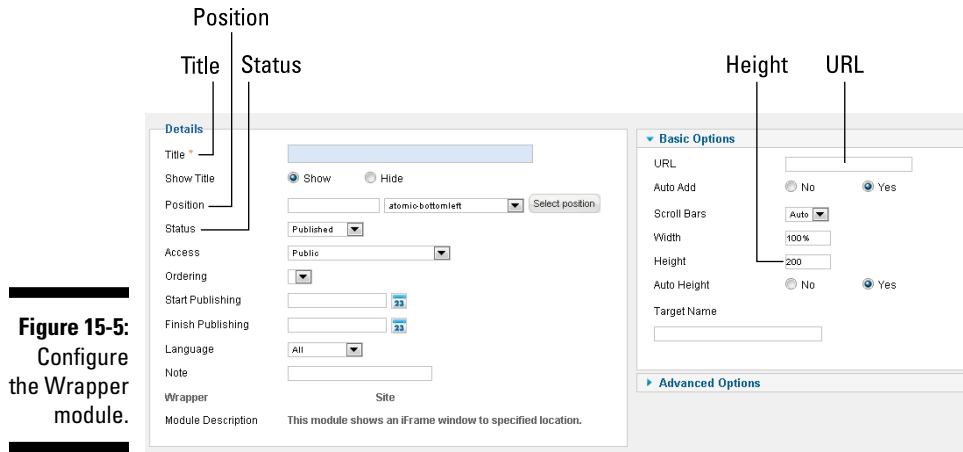 Position
Title Status
Height URL
Details
Title *
Show Title Show Hide
Position atomic-bottomleft Select position
Status Published
Access Public
Ordering
Start Publishing 23
Finish Publishing 23
Language All
Note
Wrapper Site
Module Description This module shows an iFrame window to specified location.
Basic Options
URL
Auto Add No Yes
Scroll Bars Auto
Width 100%
Height 200
Auto Height No Yes
Target Name
Advanced Options
Figure 15-5:
Configure
the Wrapper
module.